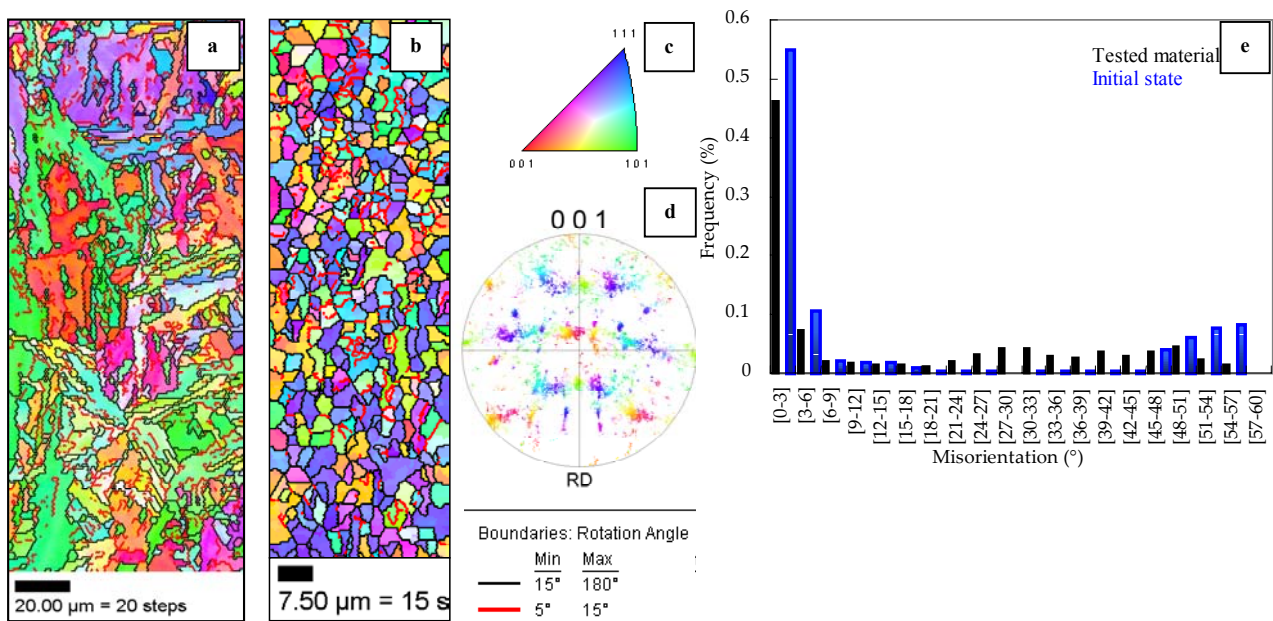 a
20.00 µm = 20 steps
b
7.50 µm = 15 s
c
1 1 1
0 0 1
1 0 1
d
0 0 1
RD
Boundaries: Rotation Angle
Min Max
15° 180°
5° 15°
e
Tested material
Initial state
Frequency (%)
0.6
0.5
0.4
0.3
0.2
0.1
0
[0-3]
[3-6]
[6-9]
[9-12]
[12-15]
[15-18]
[18-21]
[21-24]
[24-27]
[27-30]
[30-33]
[33-36]
[36-39]
[39-42]
[42-45]
[45-48]
[48-51]
[51-54]
[54-57]
[57-60]
Misorientation (°)